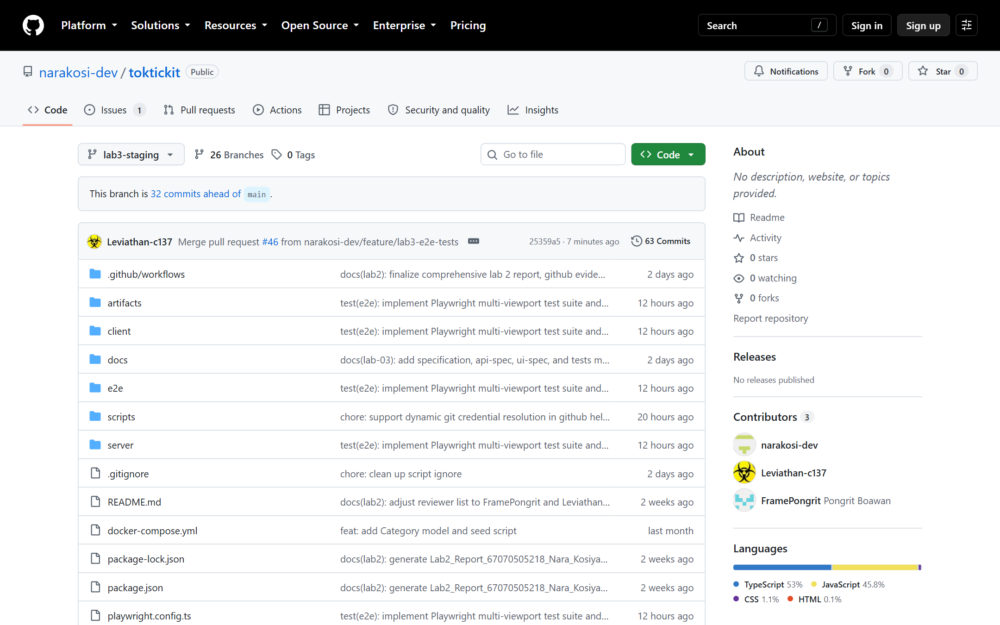 Platform Solutions Resources Open Source Enterprise Pricing Search / Sign in Sign up
narakosi-dev / toktickit Public Notifications Fork 0 Star 0
Code Issues 1 Pull requests Actions Projects Security and quality Insights
lab3-staging 26 Branches 0 Tags Go to file Code
This branch is 32 commits ahead of main .
Leviathan-c137 Merge pull request #46 from narakosi-dev/feature/lab3-e2e-tests 25359a5 · 7 minutes ago 63 Commits
.github/workflows docs(lab2): finalize comprehensive lab 2 report, github evide... 2 days ago
artifacts test(e2e): implement Playwright multi-viewport test suite and... 12 hours ago
client test(e2e): implement Playwright multi-viewport test suite and... 12 hours ago
docs docs(lab-03): add specification, api-spec, ui-spec, and tests m... 2 days ago
e2e test(e2e): implement Playwright multi-viewport test suite and... 12 hours ago
scripts chore: support dynamic git credential resolution in github hel... 20 hours ago
server test(e2e): implement Playwright multi-viewport test suite and... 12 hours ago
.gitignore chore: clean up script ignore 2 days ago
README.md docs(lab2): adjust reviewer list to FramePongrit and Leviathan... 2 weeks ago
docker-compose.yml feat: add Category model and seed script last month
package-lock.json docs(lab2): generate Lab2_Report_67070505218_Nara_Kosiya... 2 weeks ago
package.json docs(lab2): generate Lab2_Report_67070505218_Nara_Kosiya... 2 weeks ago
playwright.config.ts test(e2e): implement Playwright multi-viewport test suite and... 12 hours ago
About
No description, website, or topics
provided.
Readme
Activity
0 stars
0 watching
0 forks
Report repository
Releases
No releases published
Contributors 3
narakosi-dev
Leviathan-c137
FramePongrit Pongrit Boawan
Languages
TypeScript 53% JavaScript 45.8%
CSS 1.1% HTML 0.1%